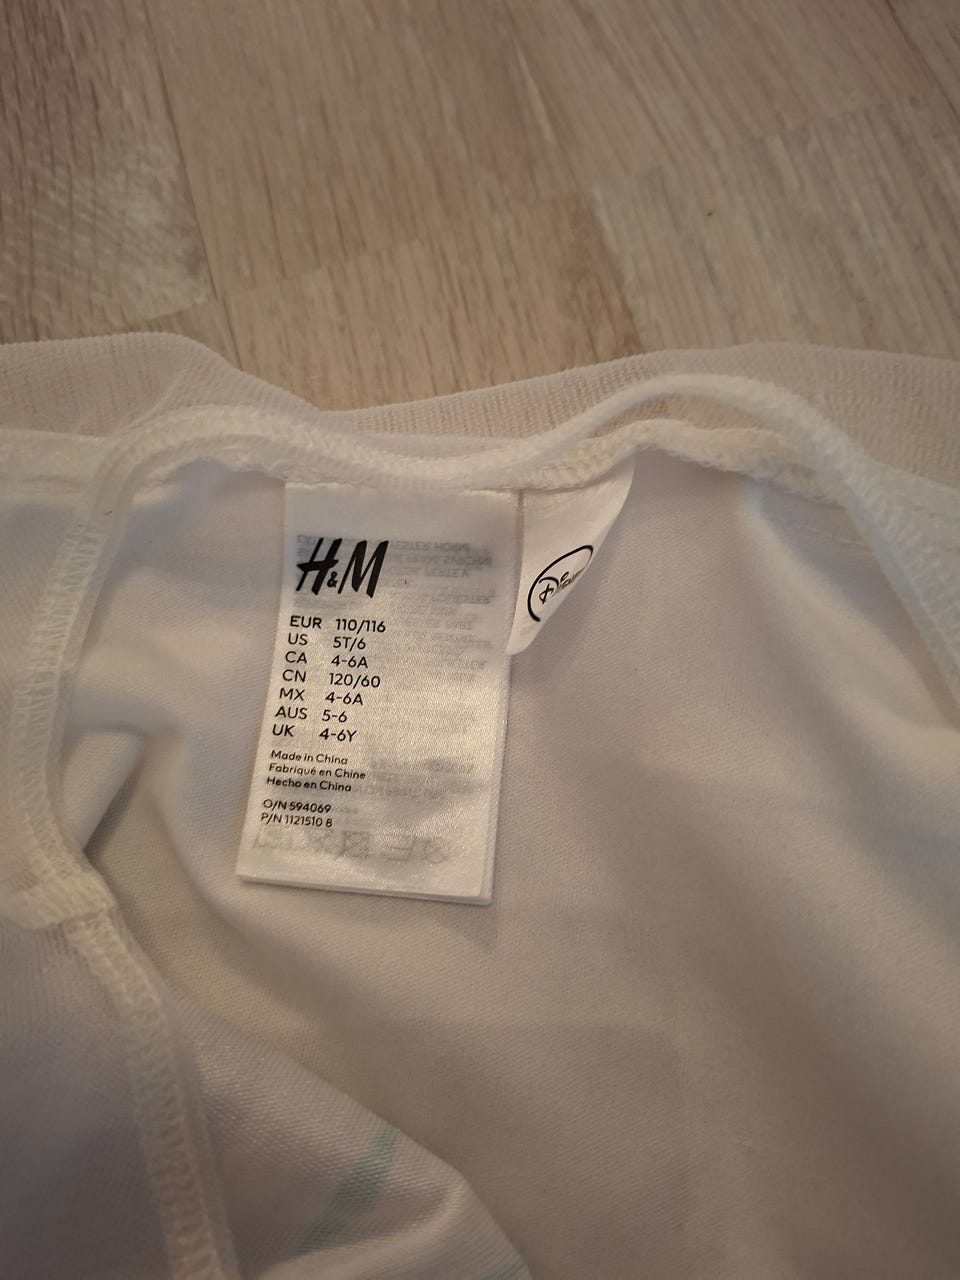 H&M
EUR 110/116
US 5T/6
CA 4-6A
CN 120/60
MX 4-6A
AUS 5-6
UK 4-6Y
Made in China
Fabriqué en Chine
Hecho en China
O/N 594069
P/N 1121510 8
Disney